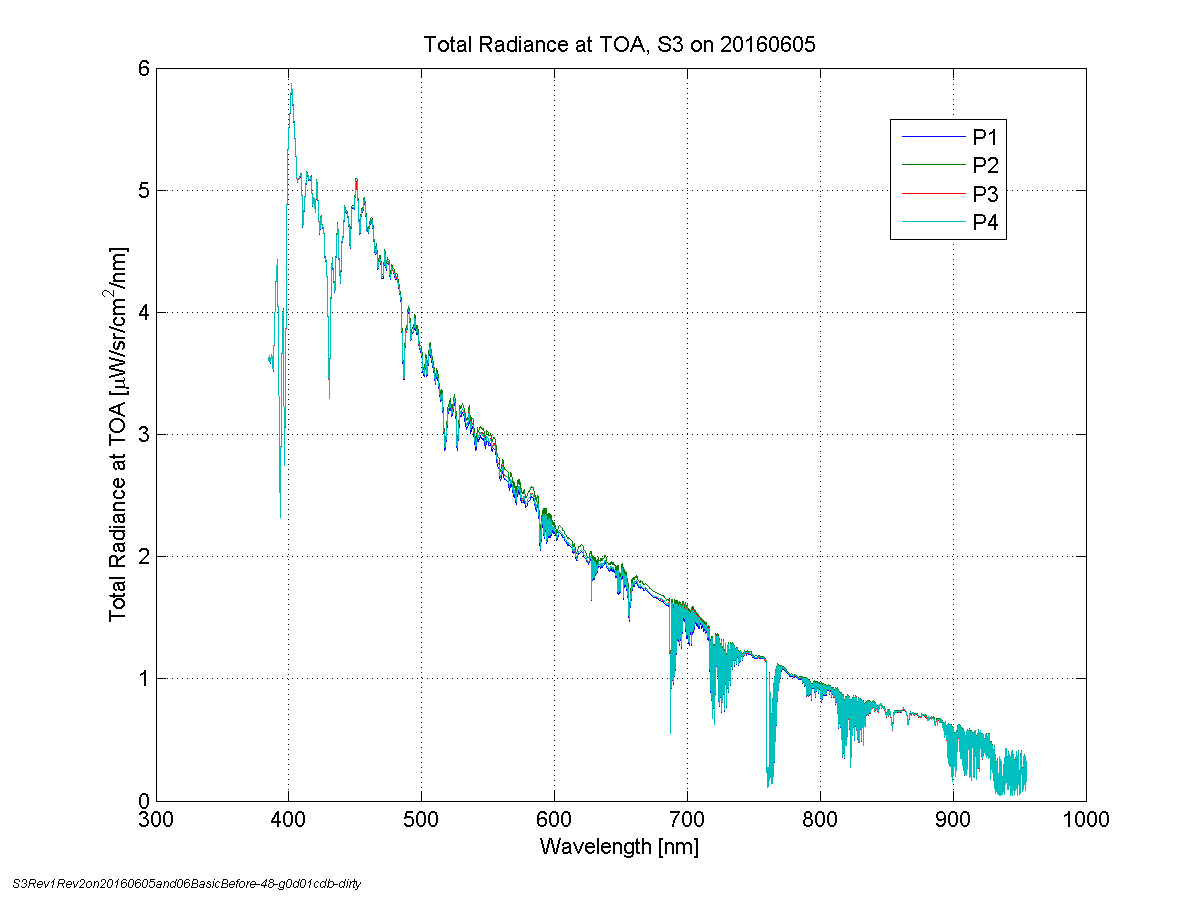 Total Radiance at TOA, S3 on 20160605
6
5
4
3
2
1
0
Total Radiance at TOA [μW/sr/cm²/nm]
P1
P2
P3
P4
300 400 500 600 700 800 900 1000
Wavelength [nm]
S3Rev1Rev2on20160605and06BasicBefore-48-g0d01cdb-dirty